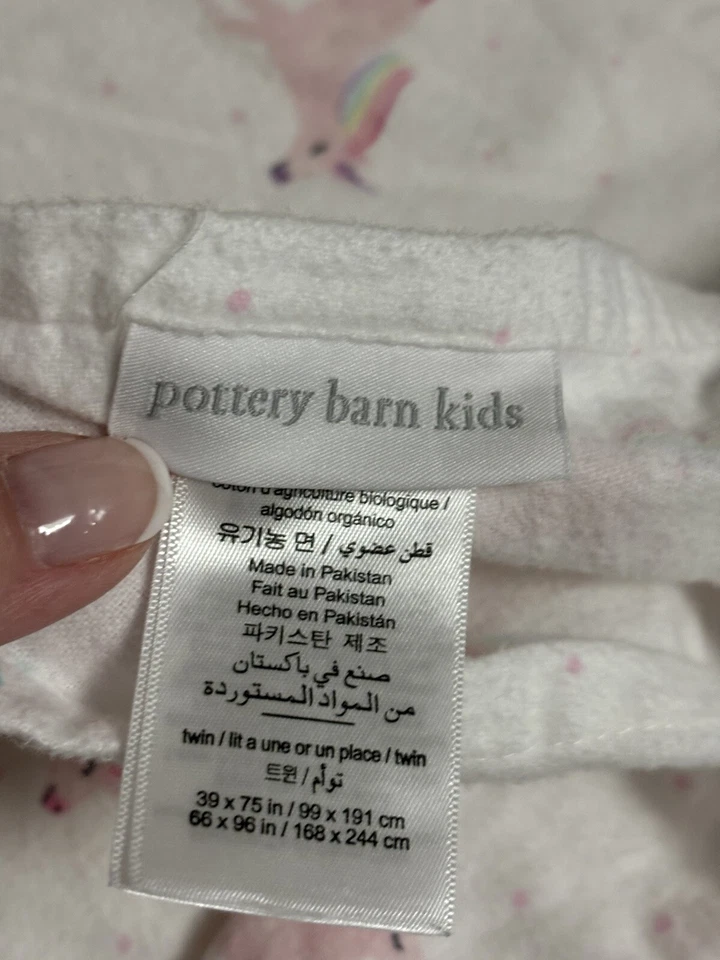 pottery barn kids
coton d'agriculture biologique /
algodón orgánico
유기농 면 / قطن عضوي
Made in Pakistan
Fait au Pakistan
Hecho en Pakistán
파키스탄 제조
صنع في باكستان
من المواد المستوردة
twin / lit a une or un place / twin
트윈 / توأم
39 x 75 in / 99 x 191 cm
66 x 96 in / 168 x 244 cm